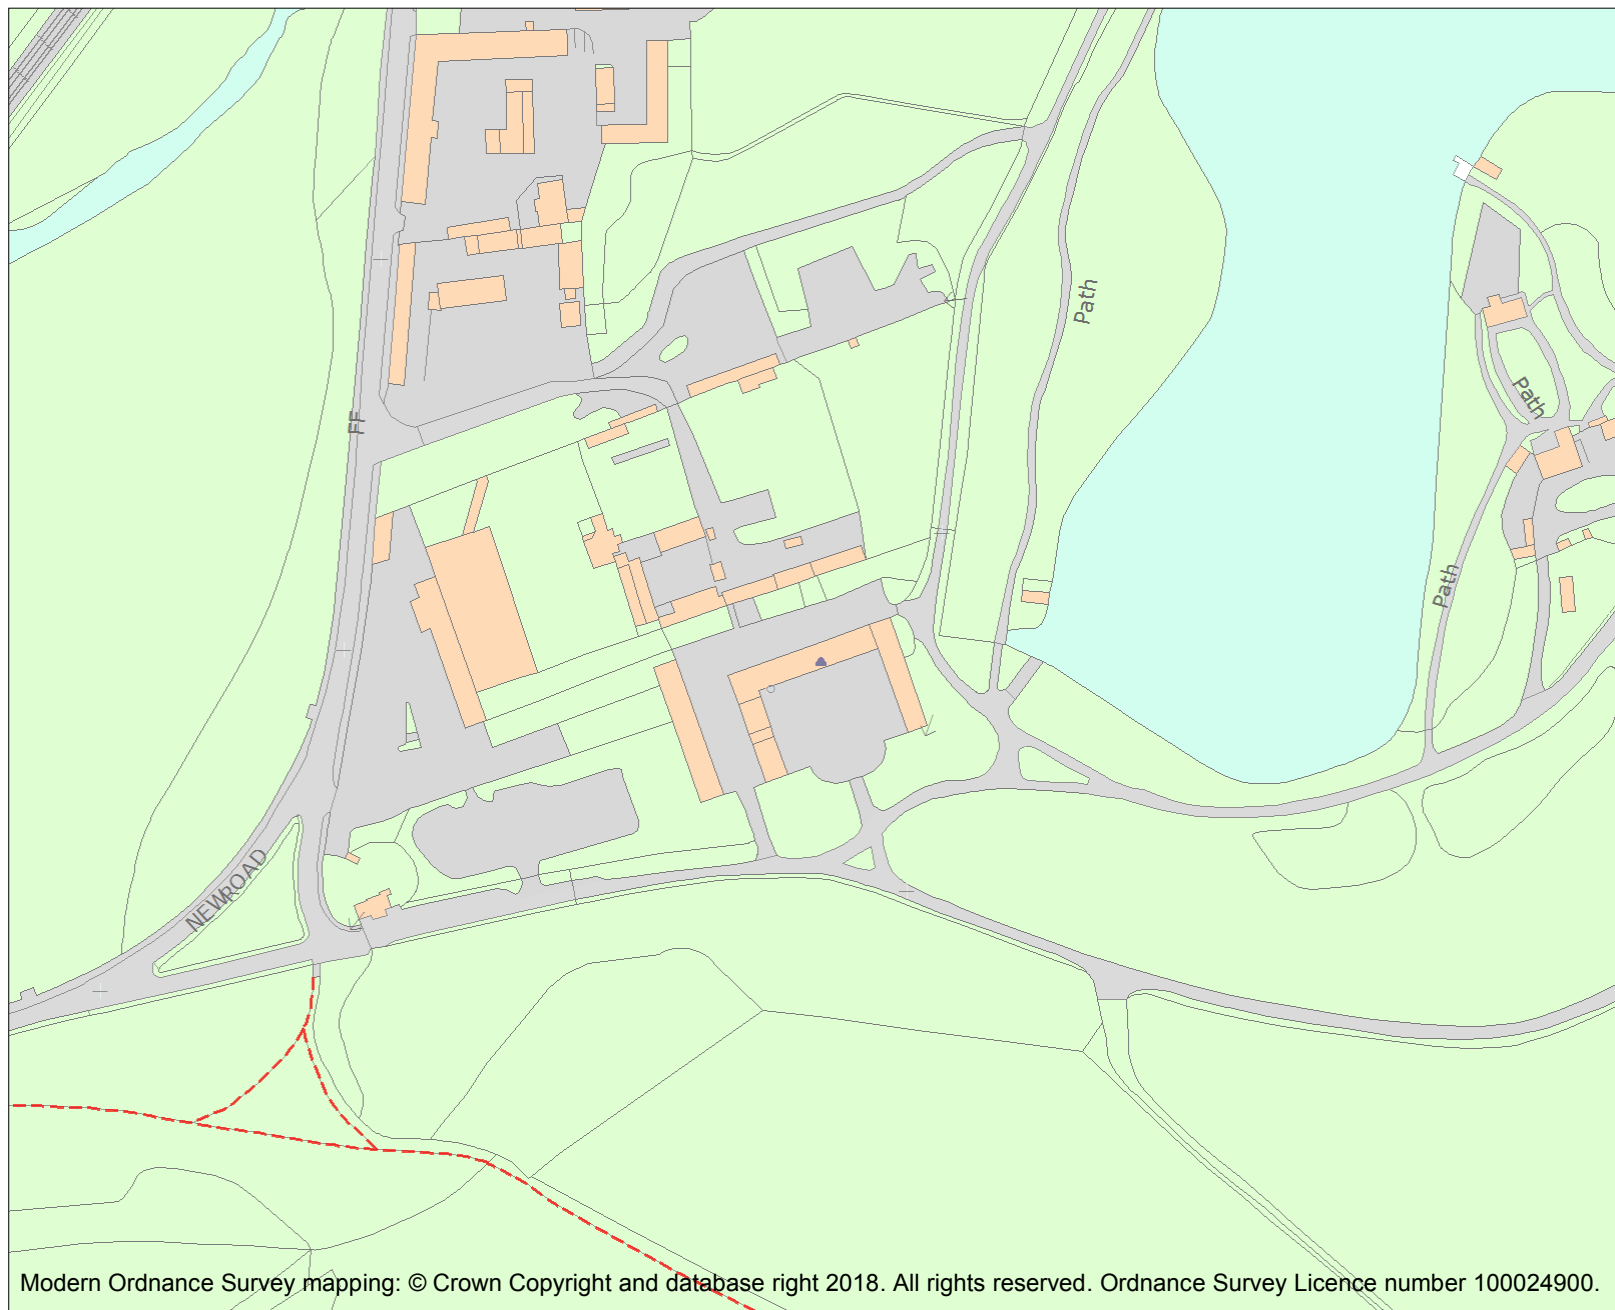 Path
Path
FF
Path
NEW ROAD
Modern Ordnance Survey mapping: © Crown Copyright and database right 2018. All rights reserved. Ordnance Survey Licence number 100024900.